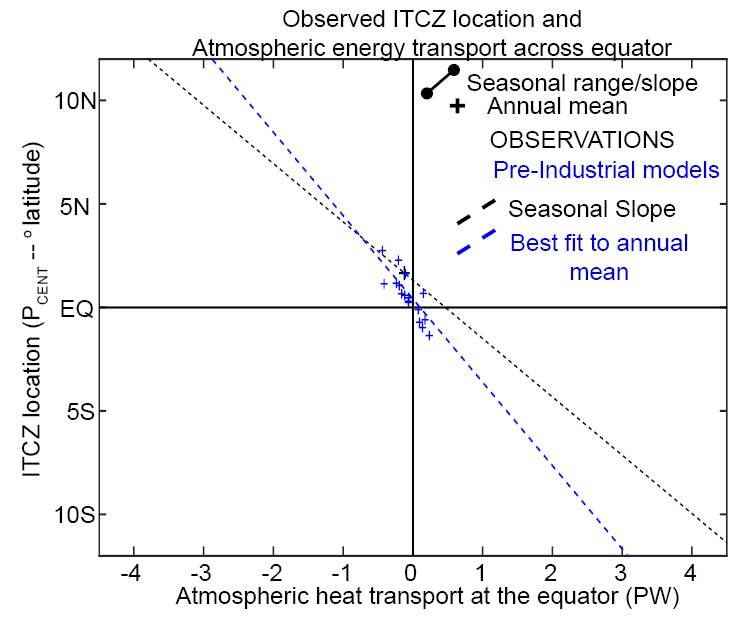 Observed ITCZ location and
Atmospheric energy transport across equator
Seasonal range/slope
Annual mean
OBSERVATIONS
Pre-Industrial models
Seasonal Slope
Best fit to annual
mean
10N
5N
EQ
5S
10S
ITCZ location (P_CENT -- º latitude)
-4 -3 -2 -1 0 1 2 3 4
Atmospheric heat transport at the equator (PW)